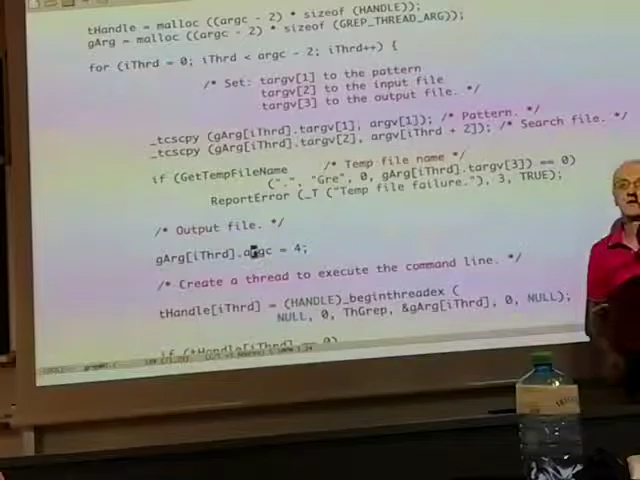 tHandle = malloc ((argc - 2) * sizeof (HANDLE));
gArg = malloc ((argc - 2) * sizeof (GREP_THREAD_ARG));
for (iThrd = 0; iThrd < argc - 2; iThrd++) {
/* Set: targv[1] to the pattern
targv[2] to the input file
targv[3] to the output file. */
_tcscpy (gArg[iThrd].targv[1], argv[1]); /* Pattern. */
_tcscpy (gArg[iThrd].targv[2], argv[iThrd + 2]); /* Search file. */
if (GetTempFileName /* Temp file name */
(".", "Gre", 0, gArg[iThrd].targv[3]) == 0)
ReportError (_T ("Temp file failure."), 3, TRUE);
/* Output file. */
gArg[iThrd].argc = 4;
/* Create a thread to execute the command line. */
tHandle[iThrd] = (HANDLE)_beginthreadex (
NULL, 0, ThGrep, &gArg[iThrd], 0, NULL);